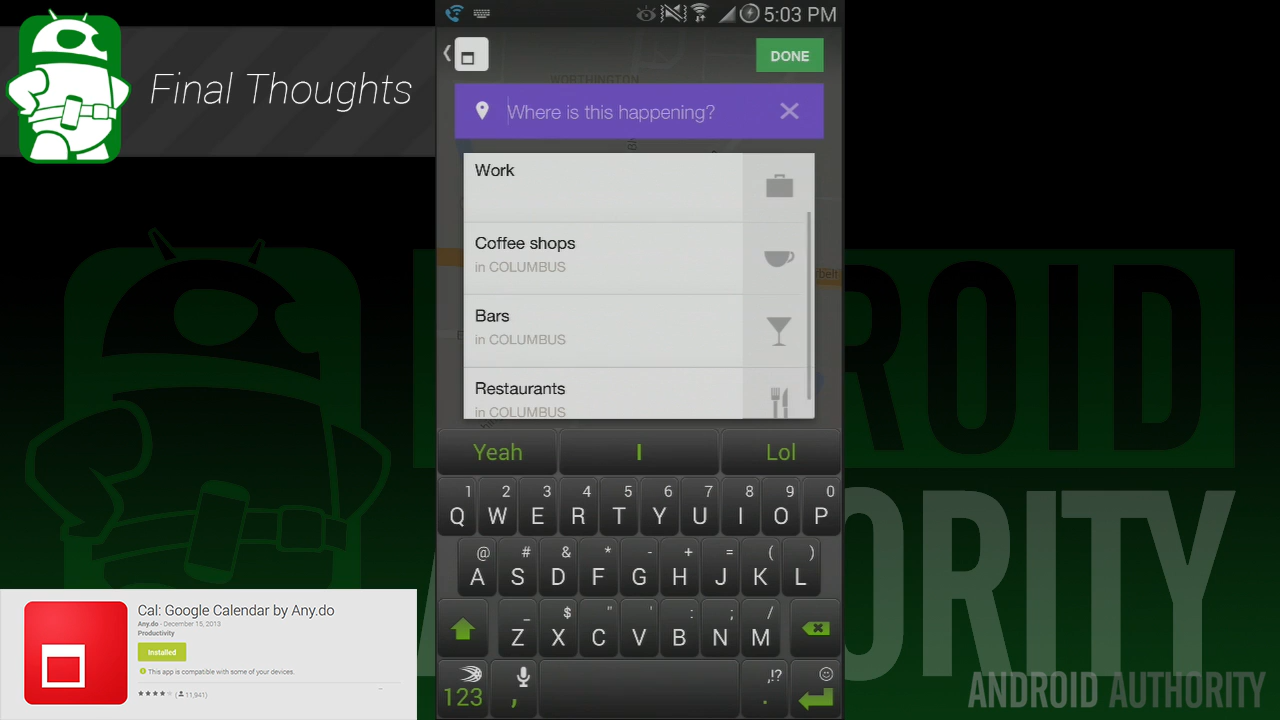 Final Thoughts
5:03 PM
DONE
WORTHINGTON
Where is this happening?
Work
Coffee shops
in COLUMBUS
Bars
in COLUMBUS
Restaurants
in COLUMBUS
Yeah I Lol
1 2 3 4 5 6 7 8 9 0
Q W E R T Y U I O P
@ # & * - + = ( )
A S D F G H J K L
_ $ " ' : ; /
Z X C V B N M
123 , ,!? .
Cal: Google Calendar by Any.do
Any.do - December 15, 2013
Productivity
Installed
This app is compatible with some of your devices.
(11,941)
ANDROID AUTHORITY